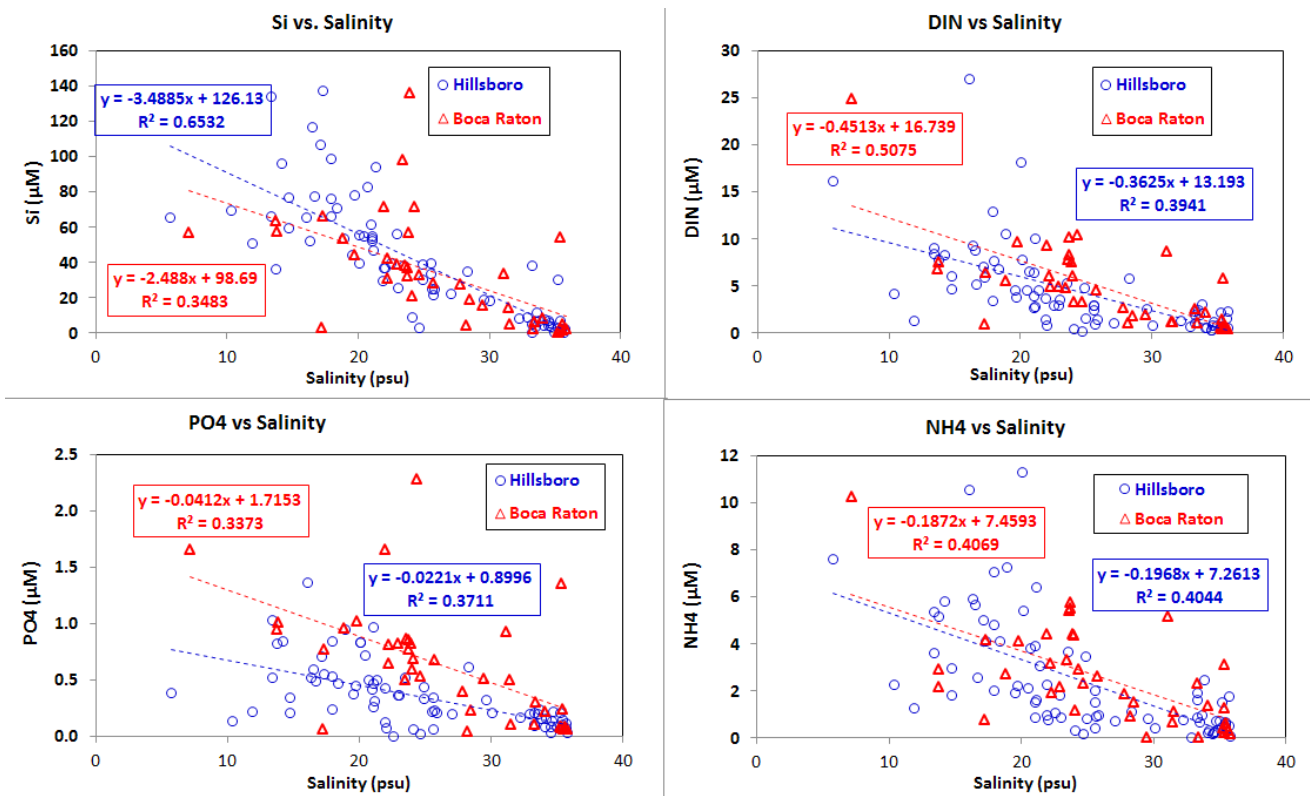 Si vs. Salinity
160
140
120
100
80
60
40
20
0
Si (µM)
y = -3.4885x + 126.13
R² = 0.6532
Hillsboro
Boca Raton
y = -2.488x + 98.69
R² = 0.3483
0 10 20 30 40
Salinity (psu)
DIN vs Salinity
30
25
20
15
10
5
0
DIN (µM)
Hillsboro
Boca Raton
y = -0.4513x + 16.739
R² = 0.5075
y = -0.3625x + 13.193
R² = 0.3941
0 10 20 30 40
Salinity (psu)
PO4 vs Salinity
2.5
2.0
1.5
1.0
0.5
0.0
PO4 (µM)
Hillsboro
Boca Raton
y = -0.0412x + 1.7153
R² = 0.3373
y = -0.0221x + 0.8996
R² = 0.3711
0 10 20 30 40
Salinity (psu)
NH4 vs Salinity
12
10
8
6
4
2
0
NH4 (µM)
Hillsboro
Boca Raton
y = -0.1872x + 7.4593
R² = 0.4069
y = -0.1968x + 7.2613
R² = 0.4044
0 10 20 30 40
Salinity (psu)